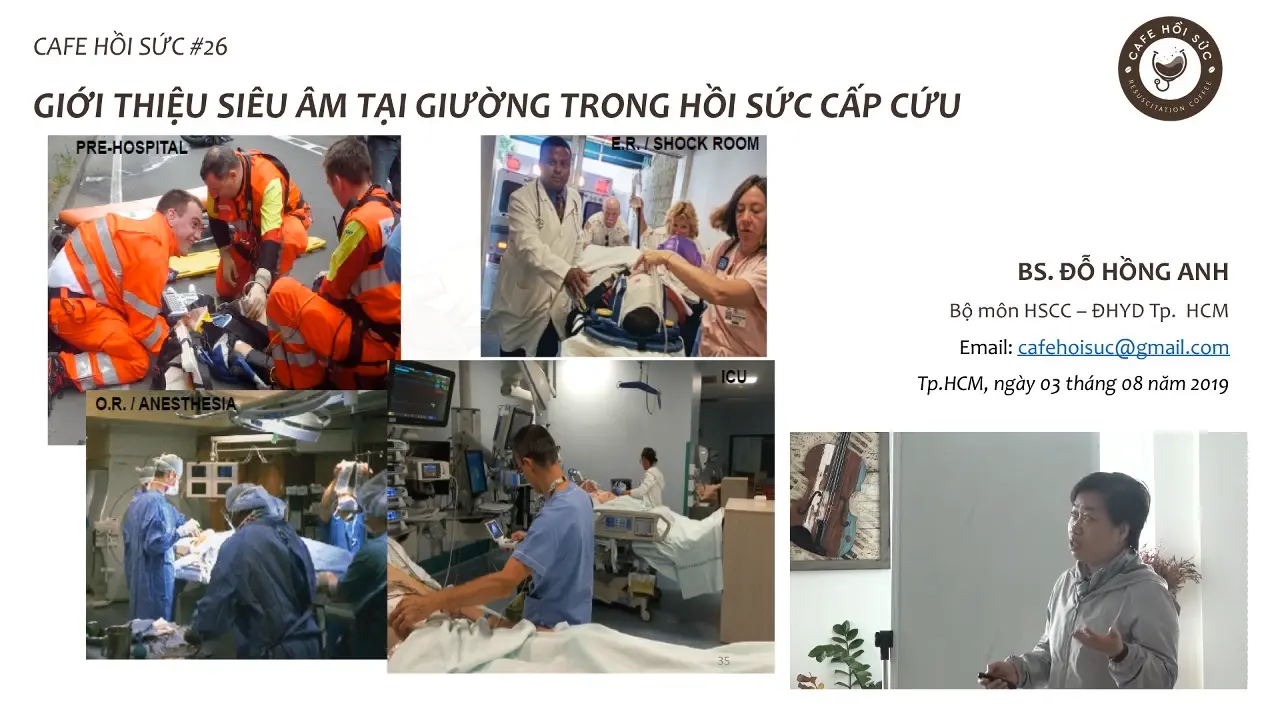 CAFE HỒI SỨC #26
CAFE HỒI SỨC
RESUSCITATION COFFEE
GIỚI THIỆU SIÊU ÂM TẠI GIƯỜNG TRONG HỒI SỨC CẤP CỨU
PRE-HOSPITAL
E.R. / SHOCK ROOM
O.R. / ANESTHESIA
ICU
35
BS. ĐỖ HỒNG ANH
Bộ môn HSCC – ĐHYD Tp. HCM
Email: cafehoisuc@gmail.com
Tp.HCM, ngày 03 tháng 08 năm 2019